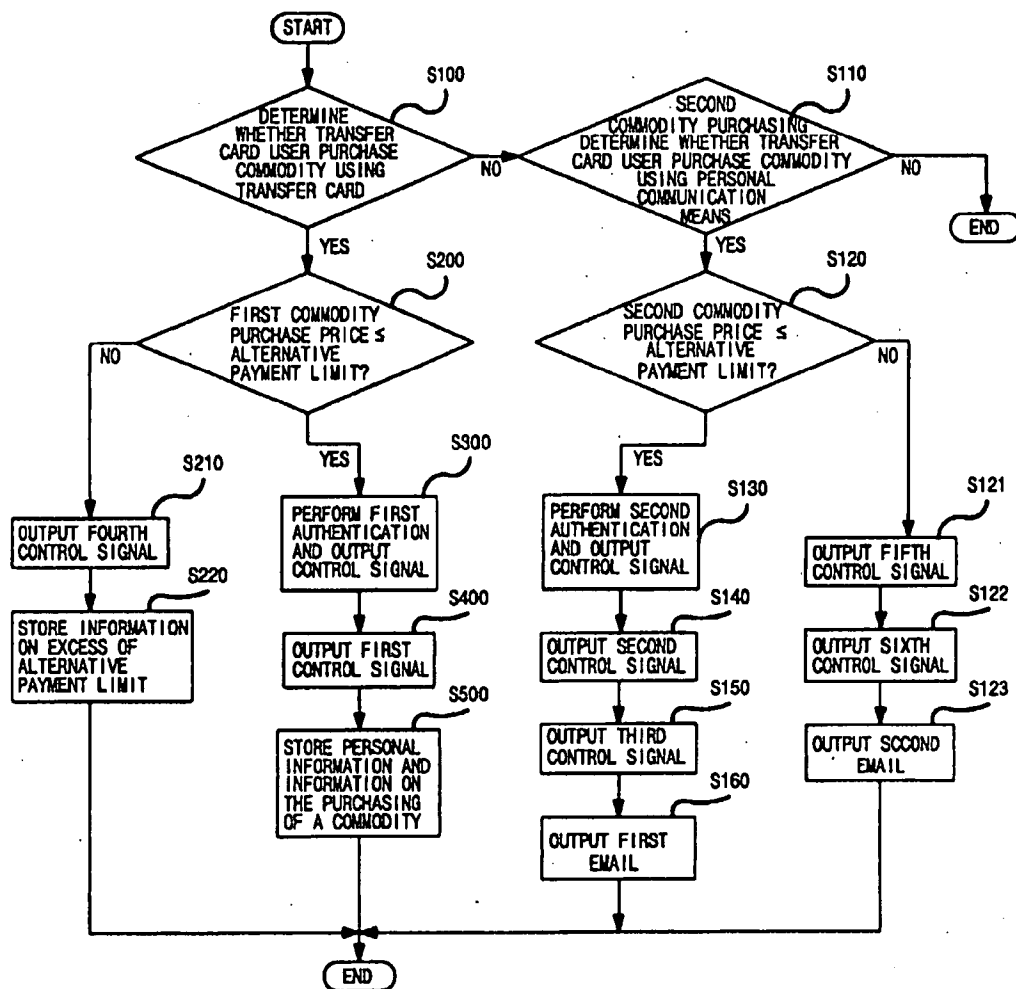 START
S100
DETERMINE
WHETHER TRANSFER
CARD USER PURCHASE
COMMODITY USING
TRANSFER CARD
NO
YES
S110
SECOND
COMMODITY PURCHASING
DETERMINE WHETHER TRANSFER
CARD USER PURCHASE COMMODITY
USING PERSONAL
COMMUNICATION
MEANS
NO
END
YES
S200
FIRST COMMODITY
PURCHASE PRICE ≤
ALTERNATIVE
PAYMENT LIMIT?
NO
YES
S120
SECOND COMMODITY
PURCHASE PRICE ≤
ALTERNATIVE
PAYMENT LIMIT?
NO
YES
S210
OUTPUT FOURTH
CONTROL SIGNAL
S220
STORE INFORMATION
ON EXCESS OF
ALTERNATIVE
PAYMENT LIMIT
S300
PERFORM FIRST
AUTHENTICATION
AND OUTPUT
CONTROL SIGNAL
S400
OUTPUT FIRST
CONTROL SIGNAL
S500
STORE PERSONAL
INFORMATION AND
INFORMATION ON
THE PURCHASING
OF A COMMODITY
S130
PERFORM SECOND
AUTHENTICATION
AND OUTPUT
CONTROL SIGNAL
S140
OUTPUT SECOND
CONTROL SIGNAL
S150
OUTPUT THIRD
CONTROL SIGNAL
S160
OUTPUT FIRST
EMAIL
S121
OUTPUT FIFTH
CONTROL SIGNAL
S122
OUTPUT SIXTH
CONTROL SIGNAL
S123
OUTPUT SCCOND
EMAIL
END